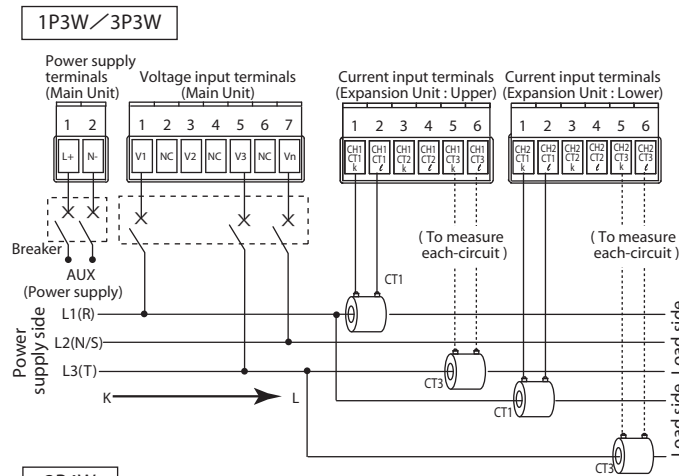 1P3W／3P3W
Power supply
terminals
(Main Unit)
Voltage input terminals
(Main Unit)
Current input terminals
(Expansion Unit : Upper)
Current input terminals
(Expansion Unit : Lower)
1 2
1 2 3 4 5 6 7
1 2 3 4 5 6
1 2 3 4 5 6
L+ N-
V1 NC V2 NC V3 NC Vn
CH1 CT1 k
CH1 CT1 ℓ
CH1 CT2 k
CH1 CT2 ℓ
CH1 CT3 k
CH1 CT3 ℓ
CH2 CT1 k
CH2 CT1 ℓ
CH2 CT2 k
CH2 CT2 ℓ
CH2 CT3 k
CH2 CT3 ℓ
( To measure
each-circuit )
( To measure
each-circuit )
Breaker
AUX
(Power supply)
CT1
Power
supply side
L1(R)
L2(N/S)
L3(T)
K L
CT3
CT1
CT3
Load side
Load side